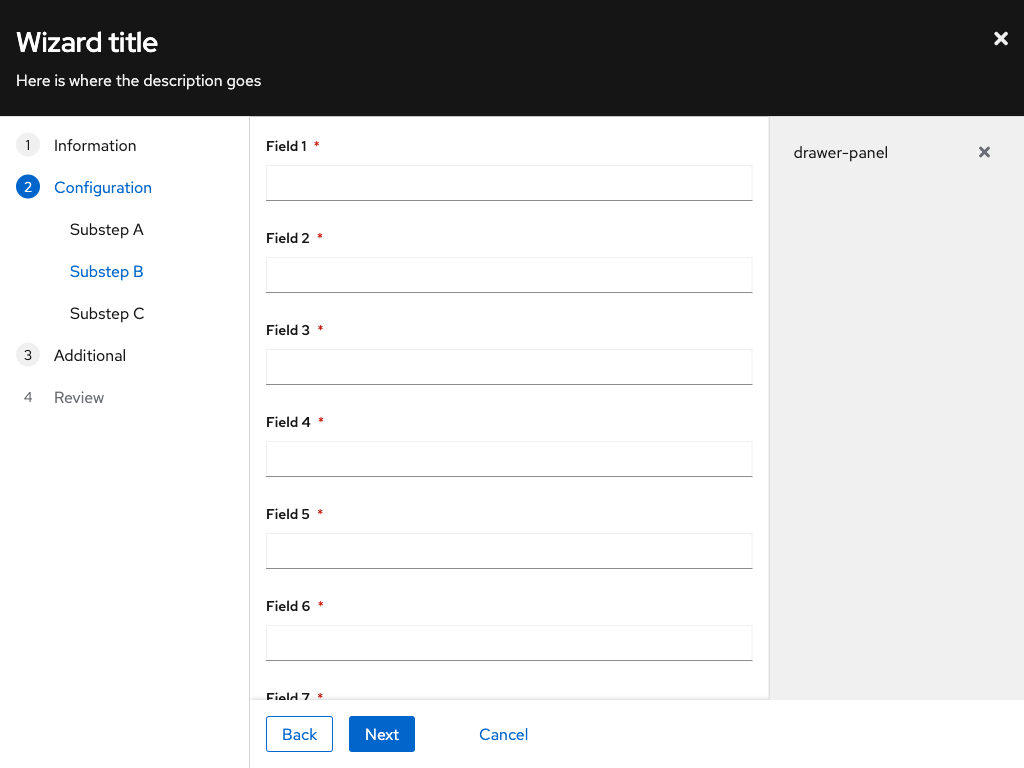 Wizard title
Here is where the description goes
1 Information
2 Configuration
Substep A
Substep B
Substep C
3 Additional
4 Review
Field 1 *
Field 2 *
Field 3 *
Field 4 *
Field 5 *
Field 6 *
Field 7 *
drawer-panel
Back
Next
Cancel